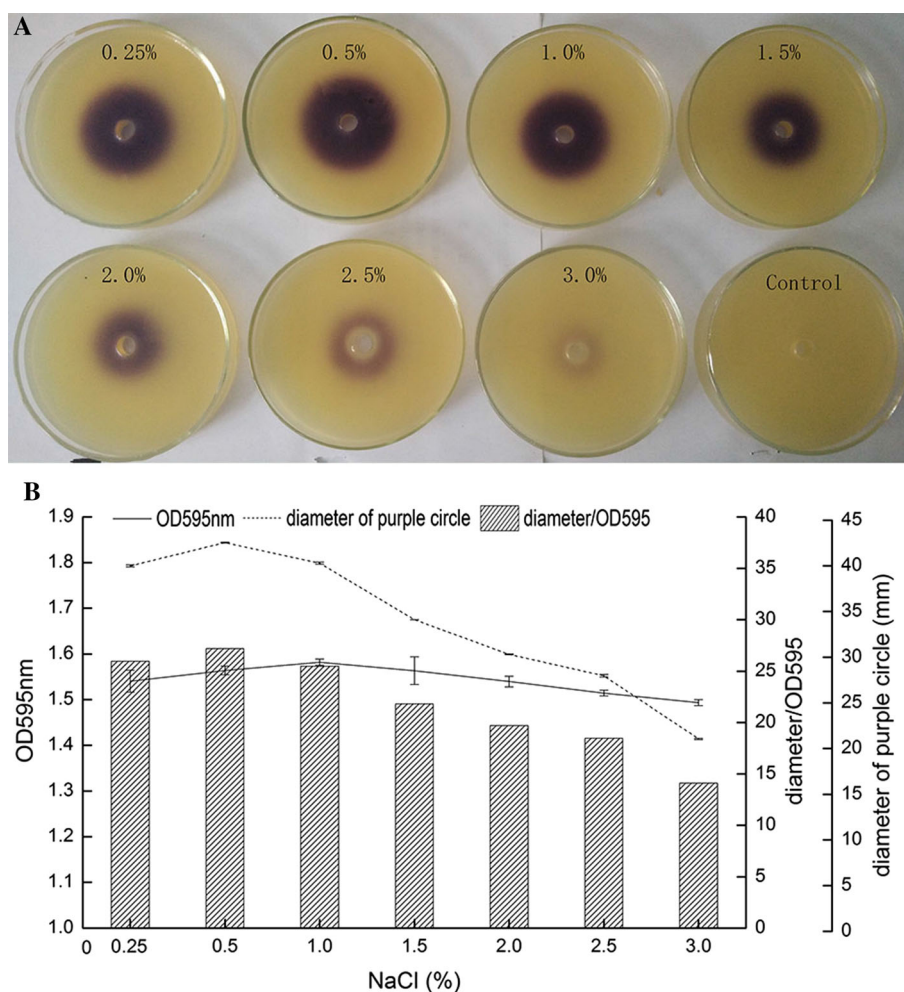 A
0.25% 0.5% 1.0% 1.5%
2.0% 2.5% 3.0% Control
B
OD595nm diameter of purple circle diameter/OD595
1.9
1.8
1.7
1.6
1.5
1.4
1.3
1.2
1.1
1.0
OD595nm
40
35
30
25
20
15
10
5
0
diameter/OD595
45
40
35
30
25
20
15
10
5
0
diameter of purple circle (mm)
0 0.25 0.5 1.0 1.5 2.0 2.5 3.0
NaCl (%)